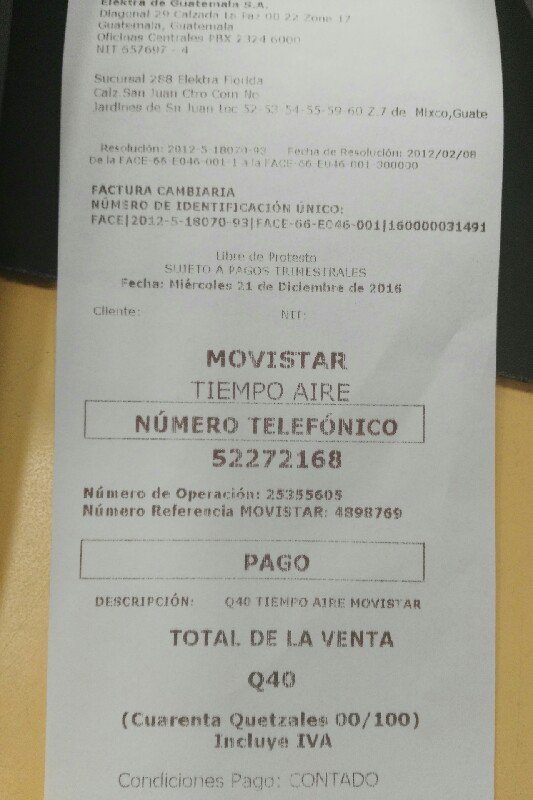 Elektra de Guatemala S.A.
Diagonal 29 Calzada La Paz 00-22 Zona 17
Guatemala, Guatemala
Oficinas Centrales PBX 2324 6000
NIT 657697 - 4
Sucursal 288 Elektra Florida
Calz San Juan Ctro Com No
Jardines de Sn Juan Loc 52-53-54-55-59-60 Z.7 de Mixco,Guate
Resolución: 2012-5-18070-93 Fecha de Resolución: 2012/02/08
De la FACE-66-E046-001-1 a la FACE-66-E046-001-300000
FACTURA CAMBIARIA
NÚMERO DE IDENTIFICACIÓN ÚNICO:
FACE|2012-5-18070-93|FACE-66-E046-001|160000031491
Libre de Protesto
SUJETO A PAGOS TRIMESTRALES
Fecha: Miércoles 21 de Diciembre de 2016
Cliente: NIT:
MOVISTAR
TIEMPO AIRE
NÚMERO TELEFÓNICO
52272168
Número de Operación: 25355605
Número Referencia MOVISTAR: 4898769
PAGO
DESCRIPCIÓN: Q40 TIEMPO AIRE MOVISTAR
TOTAL DE LA VENTA
Q40
(Cuarenta Quetzales 00/100)
Incluye IVA
Condiciones Pago: CONTADO